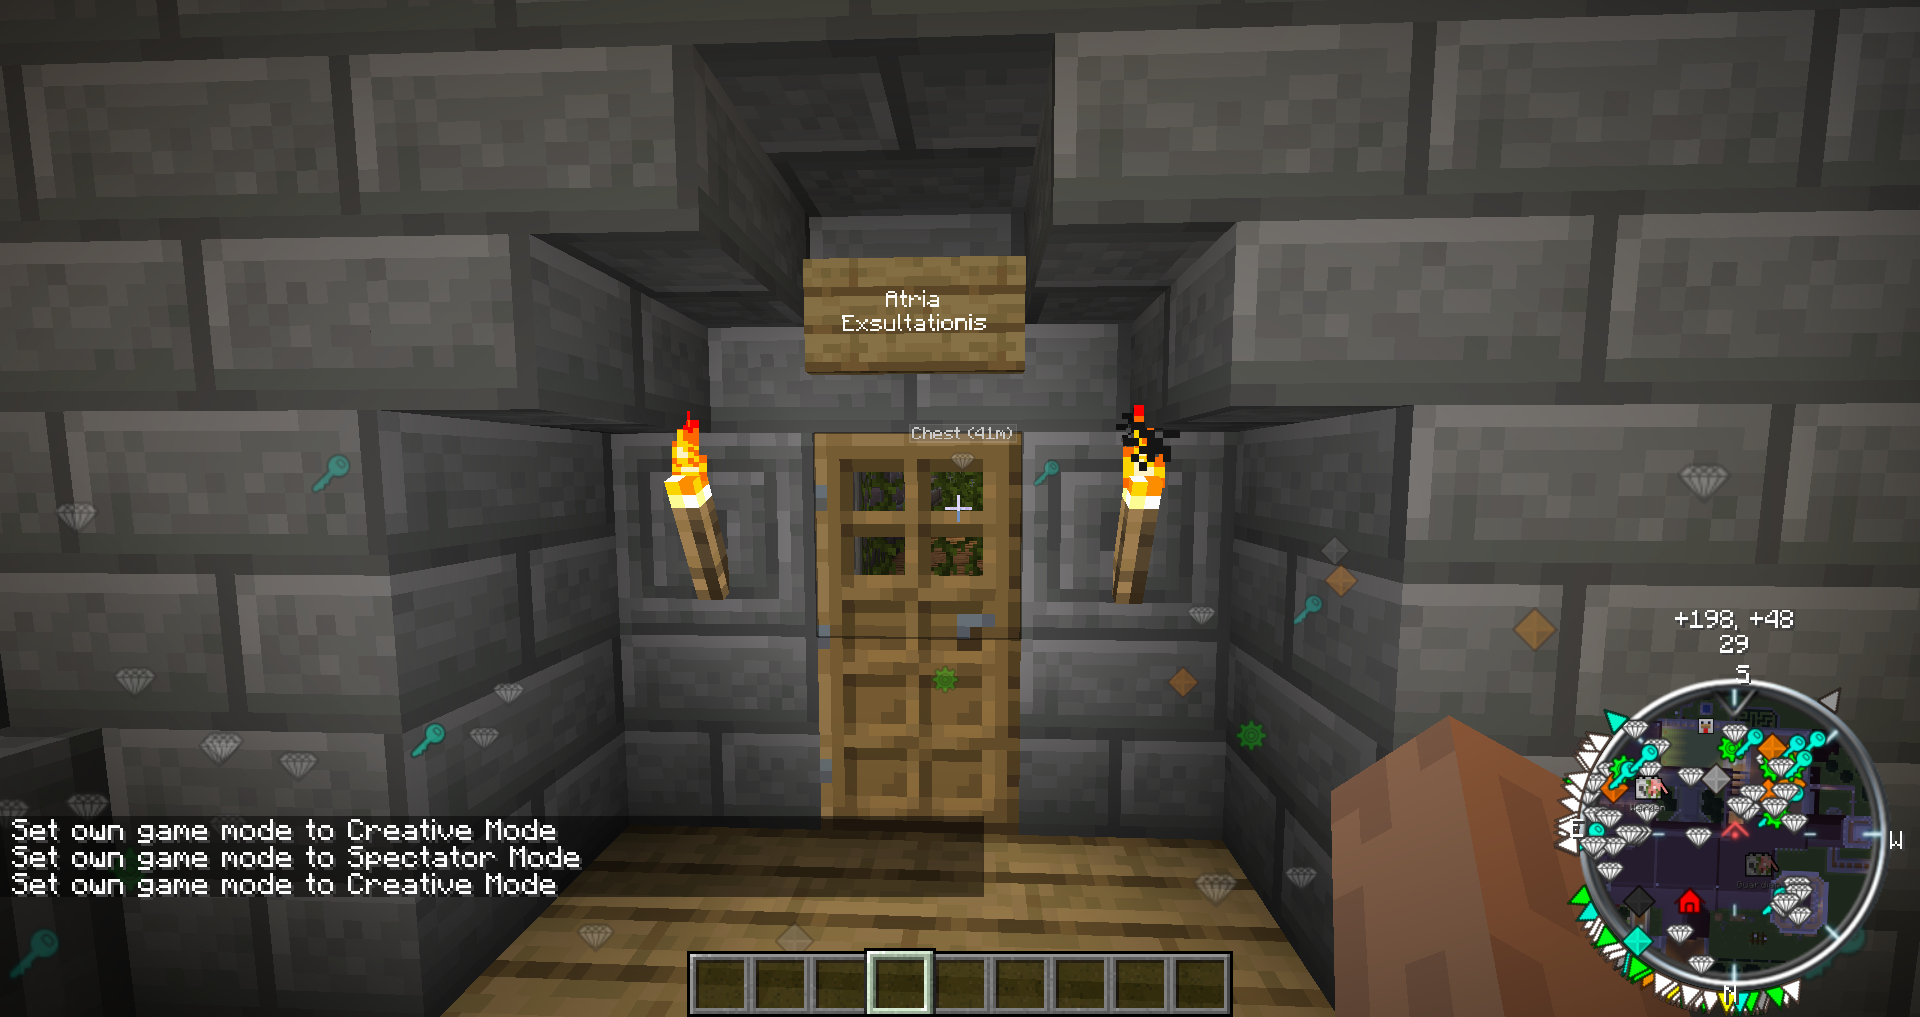 Atria
Exsultationis
Chest (41m)
+198, +48
29
S
E
W
N
Set own game mode to Creative Mode
Set own game mode to Spectator Mode
Set own game mode to Creative Mode